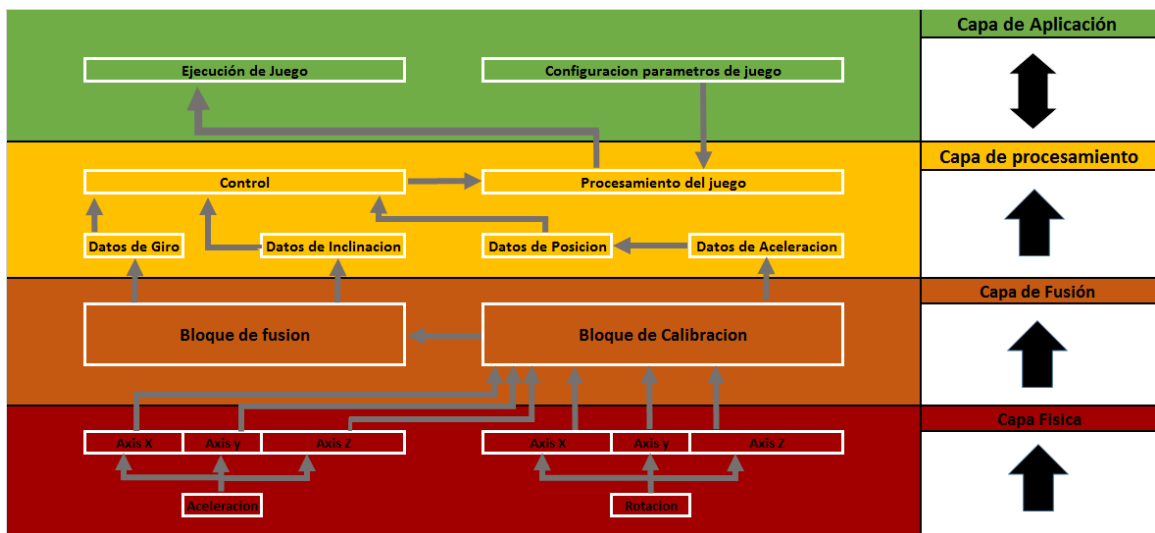 Capa de Aplicación
Ejecución de Juego
Configuracion parametros de juego
Capa de procesamiento
Control
Procesamiento del juego
Datos de Giro
Datos de Inclinacion
Datos de Posicion
Datos de Aceleracion
Capa de Fusión
Bloque de fusion
Bloque de Calibracion
Capa Fisica
Axis X
Axis y
Axis Z
Axis X
Axis y
Axis Z
Aceleracion
Rotacion